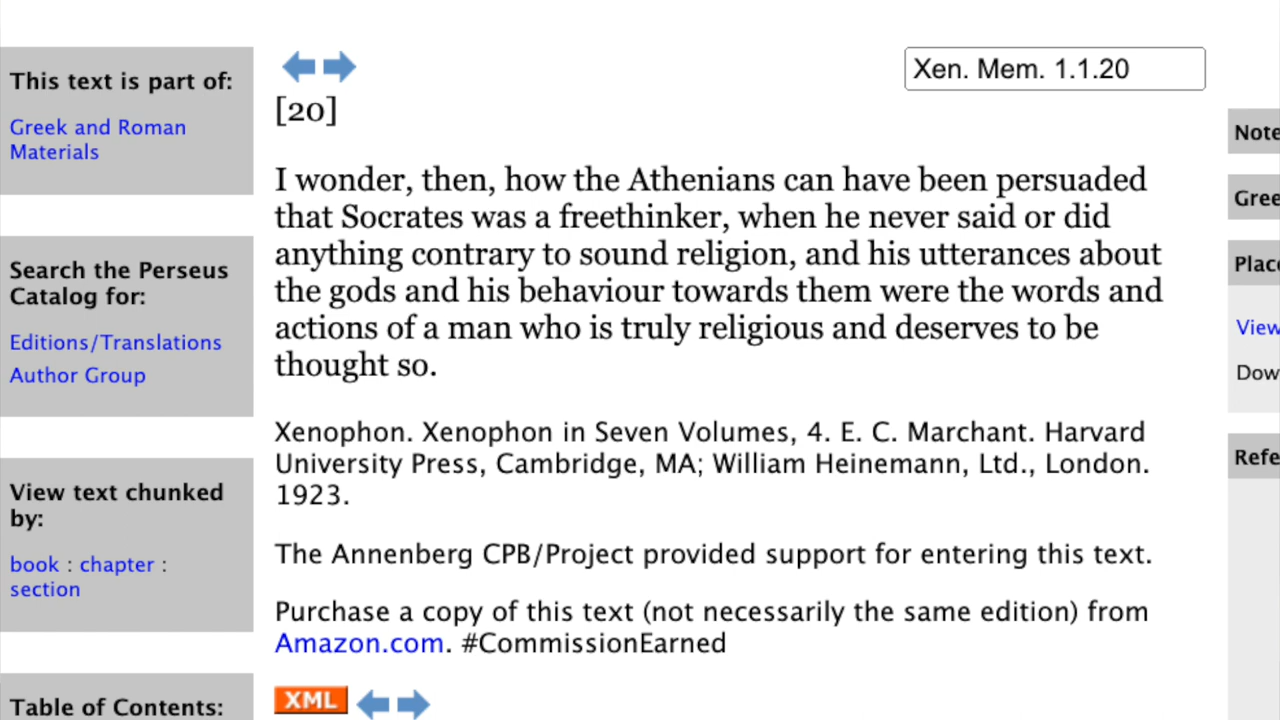 This text is part of:
Greek and Roman
Materials
Search the Perseus
Catalog for:
Editions/Translations
Author Group
View text chunked
by:
book : chapter :
section
Table of Contents:
Xen. Mem. 1.1.20
[20]
I wonder, then, how the Athenians can have been persuaded
that Socrates was a freethinker, when he never said or did
anything contrary to sound religion, and his utterances about
the gods and his behaviour towards them were the words and
actions of a man who is truly religious and deserves to be
thought so.
Xenophon. Xenophon in Seven Volumes, 4. E. C. Marchant. Harvard
University Press, Cambridge, MA; William Heinemann, Ltd., London.
1923.
The Annenberg CPB/Project provided support for entering this text.
Purchase a copy of this text (not necessarily the same edition) from
Amazon.com. #CommissionEarned
XML
Note
Gree
Place
View
Dow
Refe